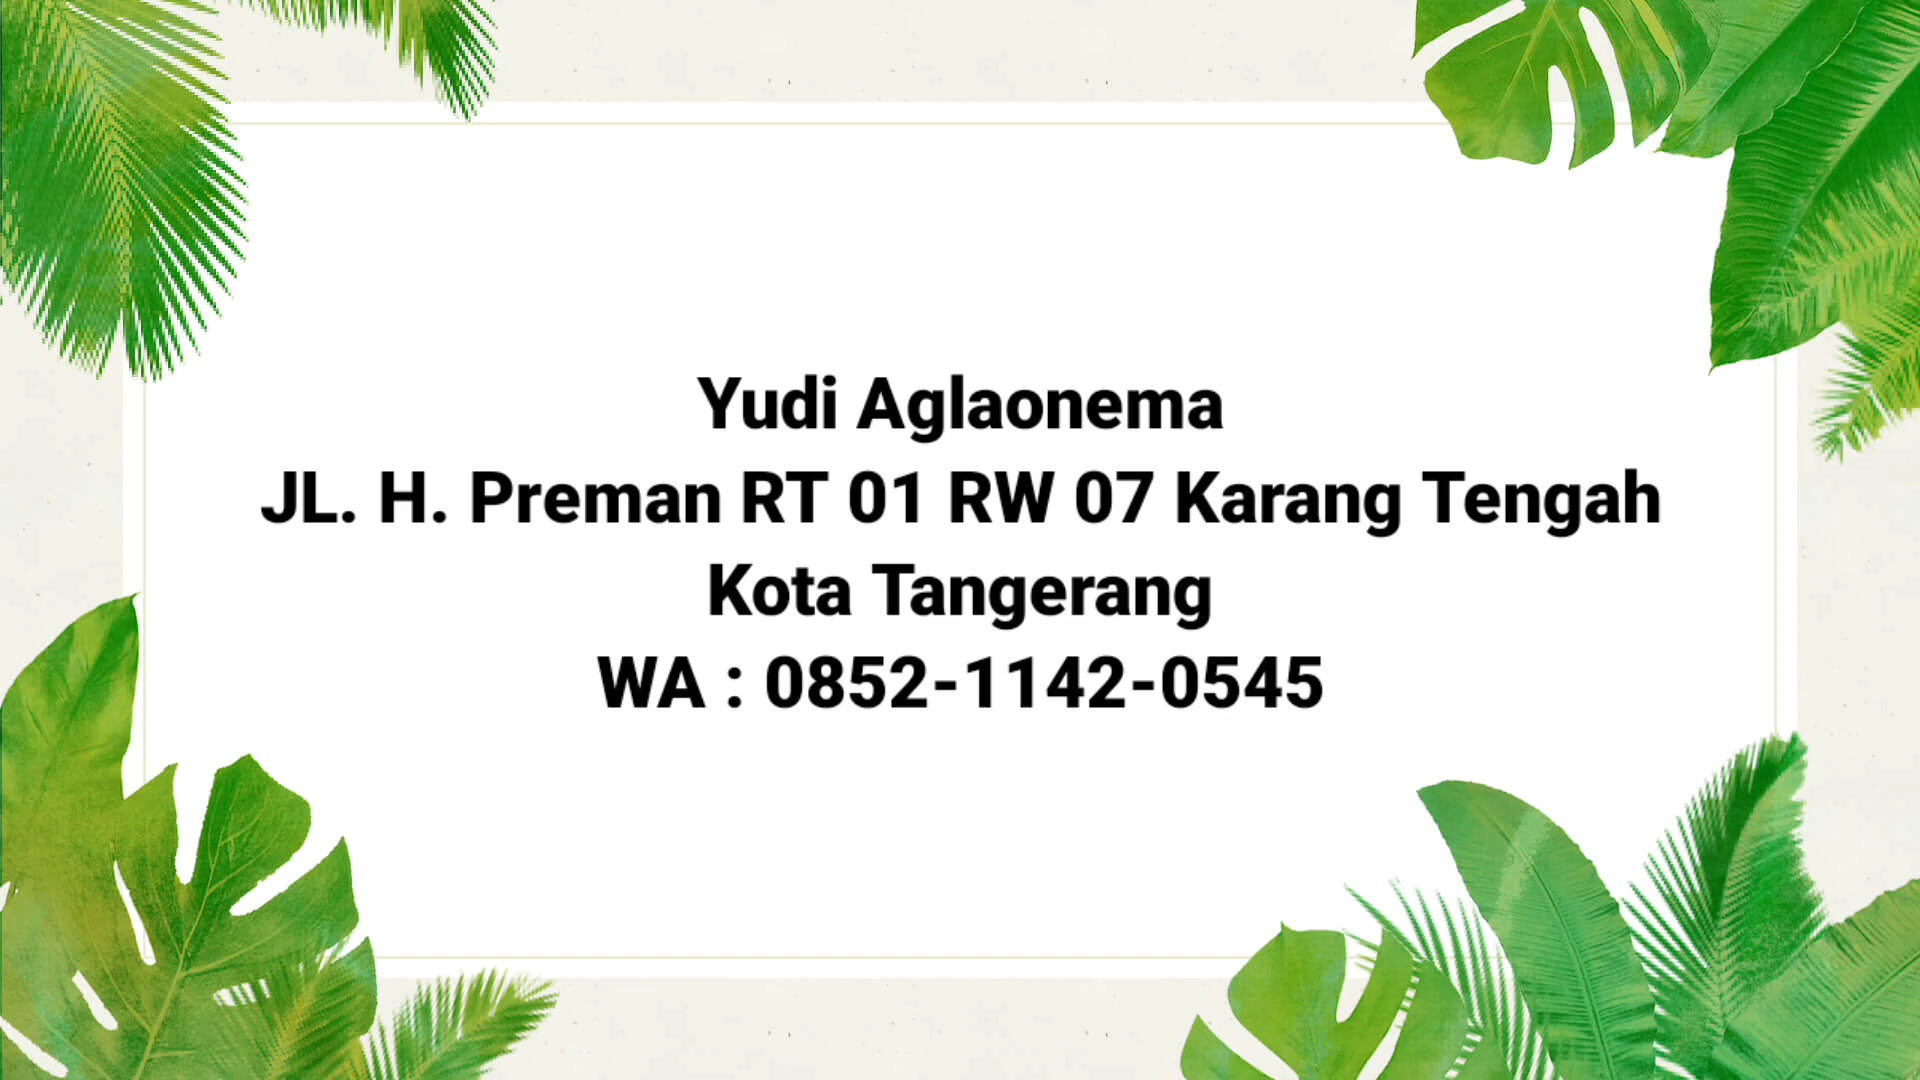 Yudi Aglaonema
JL. H. Preman RT 01 RW 07 Karang Tengah
Kota Tangerang
WA : 0852-1142-0545